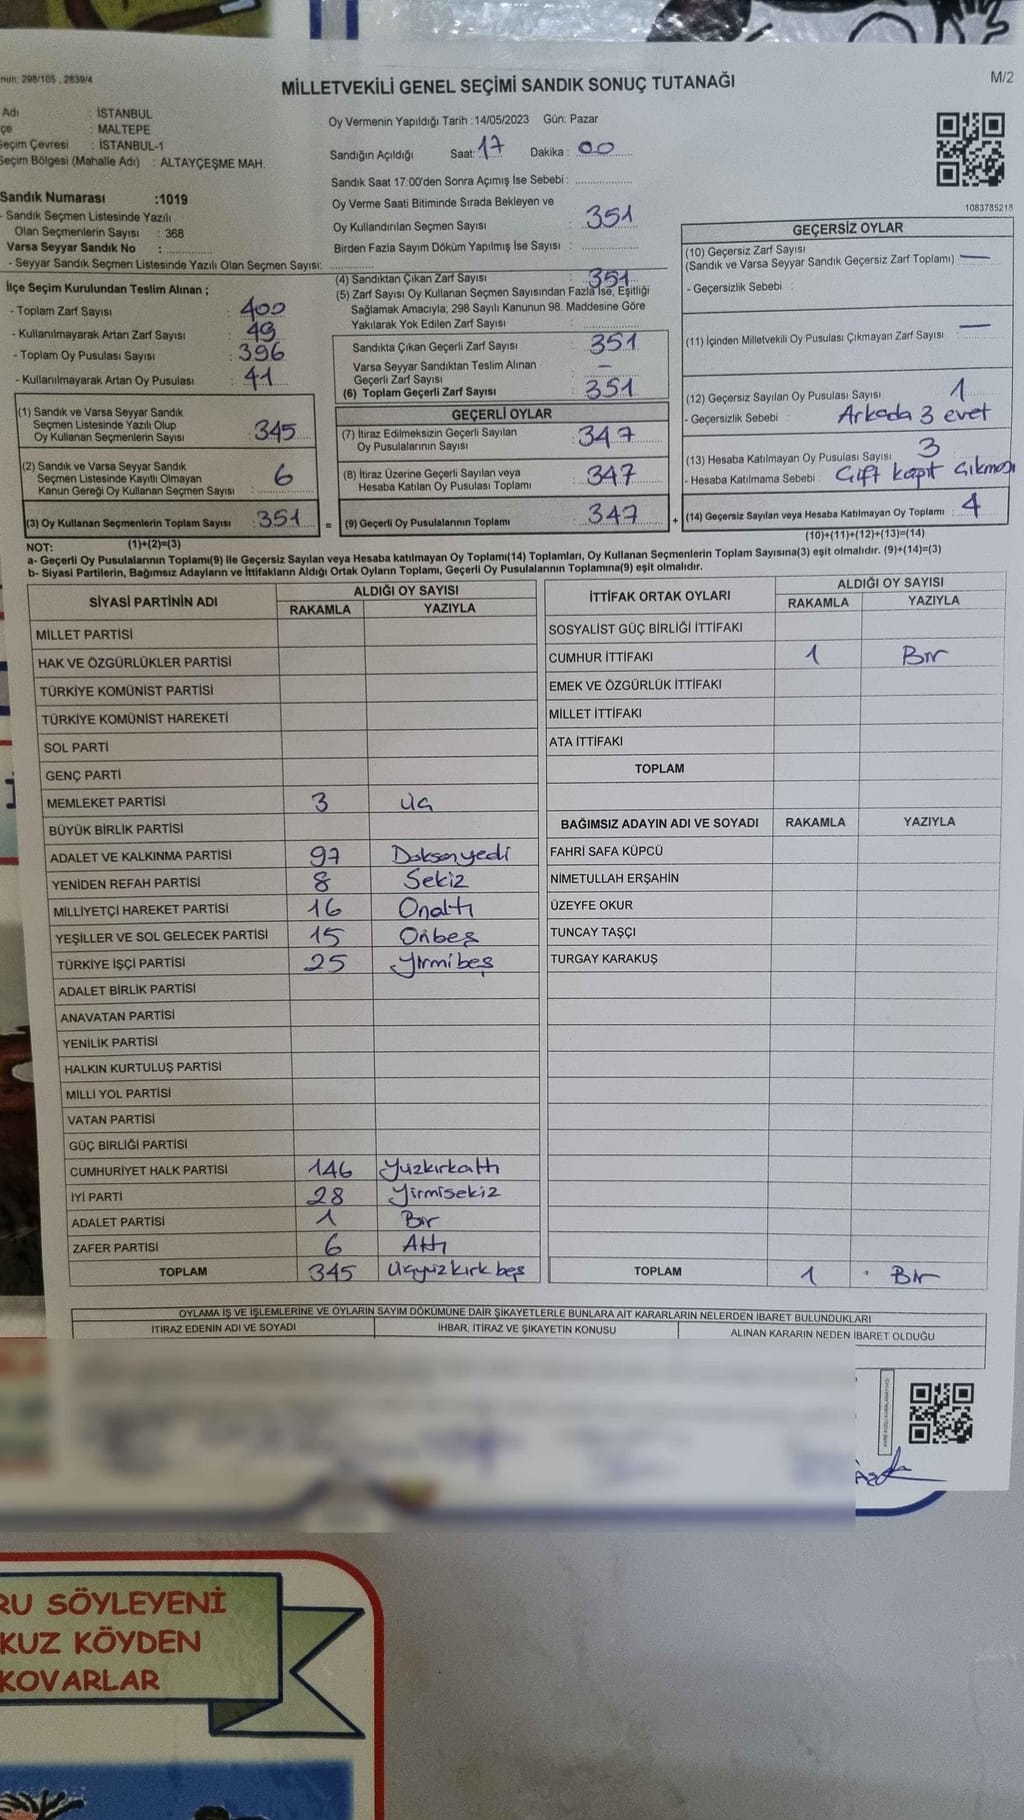 nun: 298/105 , 2839/4
MİLLETVEKİLİ GENEL SEÇİMİ SANDIK SONUÇ TUTANAĞI
M/2
Adı : İSTANBUL
çe : MALTEPE
Seçim Çevresi : İSTANBUL-1
Seçim Bölgesi (Mahalle Adı) : ALTAYÇEŞME MAH.
Sandık Numarası :1019
- Sandık Seçmen Listesinde Yazılı
Olan Seçmenlerin Sayısı : 368
Varsa Seyyar Sandık No :
- Seyyar Sandık Seçmen Listesinde Yazılı Olan Seçmen Sayısı:
Oy Vermenin Yapıldığı Tarih :14/05/2023 Gün: Pazar
Sandığın Açıldığı Saat: 17 Dakika : 00
Sandık Saat 17:00'den Sonra Açımış İse Sebebi :
Oy Verme Saati Bitiminde Sırada Bekleyen ve
Oy Kullandırılan Seçmen Sayısı : 351
Birden Fazla Sayım Döküm Yapılmış İse Sayısı :
1083785218
İlçe Seçim Kurulundan Teslim Alınan ;
- Toplam Zarf Sayısı : 400
- Kullanılmayarak Artan Zarf Sayısı : 49
- Toplam Oy Pusulası Sayısı : 396
- Kullanılmayarak Artan Oy Pusulası : 41
(1) Sandık ve Varsa Seyyar Sandık
Seçmen Listesinde Yazılı Olup
Oy Kullanan Seçmenlerin Sayısı : 345
(2) Sandık ve Varsa Seyyar Sandık
Seçmen Listesinde Kayıtlı Olmayan
Kanun Gereği Oy Kullanan Seçmen Sayısı : 6
(3) Oy Kullanan Seçmenlerin Toplam Sayısı : 351
(1)+(2)=(3)
(4) Sandıktan Çıkan Zarf Sayısı : 351
(5) Zarf Sayısı Oy Kullanan Seçmen Sayısından Fazla İse, Eşitliği
Sağlamak Amacıyla, 298 Sayılı Kanunun 98. Maddesine Göre
Yakılarak Yok Edilen Zarf Sayısı :
Sandıkta Çıkan Geçerli Zarf Sayısı : 351
Varsa Seyyar Sandıktan Teslim Alınan
Geçerli Zarf Sayısı : -
(6) Toplam Geçerli Zarf Sayısı : 351
GEÇERLİ OYLAR
(7) İtiraz Edilmeksizin Geçerli Sayılan
Oy Pusulalarının Sayısı : 347
(8) İtiraz Üzerine Geçerli Sayılan veya
Hesaba Katılan Oy Pusulası Toplamı : 347
= (9) Geçerli Oy Pusulalarının Toplamı : 347
GEÇERSİZ OYLAR
(10) Geçersiz Zarf Sayısı
(Sandık ve Varsa Seyyar Sandık Geçersiz Zarf Toplamı) : —
- Geçersizlik Sebebi :
(11) İçinden Milletvekili Oy Pusulası Çıkmayan Zarf Sayısı : —
(12) Geçersiz Sayılan Oy Pusulası Sayısı : 1
- Geçersizlik Sebebi : Arkada 3 evet
(13) Hesaba Katılmayan Oy Pusulası Sayısı : 3
- Hesaba Katılmama Sebebi : Çift kağıt çıkması
+ (14) Geçersiz Sayılan veya Hesaba Katılmayan Oy Toplamı : 4
(10)+(11)+(12)+(13)=(14)
NOT:
a- Geçerli Oy Pusulalarının Toplamı(9) ile Geçersiz Sayılan veya Hesaba katılmayan Oy Toplamı(14) Toplamları, Oy Kullanan Seçmenlerin Toplam Sayısına(3) eşit olmalıdır. (9)+(14)=(3)
b- Siyasi Partilerin, Bağımsız Adayların ve İttifakların Aldığı Ortak Oyların Toplamı, Geçerli Oy Pusulalarının Toplamına(9) eşit olmalıdır.
SİYASİ PARTİNİN ADI
ALDIĞI OY SAYISI
RAKAMLA YAZIYLA
MİLLET PARTİSİ
HAK VE ÖZGÜRLÜKLER PARTİSİ
TÜRKİYE KOMÜNİST PARTİSİ
TÜRKİYE KOMÜNİST HAREKETİ
SOL PARTİ
GENÇ PARTİ
MEMLEKET PARTİSİ 3 üç
BÜYÜK BİRLİK PARTİSİ
ADALET VE KALKINMA PARTİSİ 97 Doksanyedi
YENİDEN REFAH PARTİSİ 8 Sekiz
MİLLİYETÇİ HAREKET PARTİSİ 16 Onaltı
YEŞİLLER VE SOL GELECEK PARTİSİ 15 Onbeş
TÜRKİYE İŞÇİ PARTİSİ 25 Yirmibeş
ADALET BİRLİK PARTİSİ
ANAVATAN PARTİSİ
YENİLİK PARTİSİ
HALKIN KURTULUŞ PARTİSİ
MİLLİ YOL PARTİSİ
VATAN PARTİSİ
GÜÇ BİRLİĞİ PARTİSİ
CUMHURİYET HALK PARTİSİ 146 Yüzkırkaltı
İYİ PARTİ 28 Yirmisekiz
ADALET PARTİSİ 1 Bir
ZAFER PARTİSİ 6 Altı
TOPLAM 345 Üçyüzkırkbeş
İTTİFAK ORTAK OYLARI
ALDIĞI OY SAYISI
RAKAMLA YAZIYLA
SOSYALİST GÜÇ BİRLİĞİ İTTİFAKI
CUMHUR İTTİFAKI 1 Bir
EMEK VE ÖZGÜRLÜK İTTİFAKI
MİLLET İTTİFAKI
ATA İTTİFAKI
TOPLAM
BAĞIMSIZ ADAYIN ADI VE SOYADI RAKAMLA YAZIYLA
FAHRİ SAFA KÜPCÜ
NİMETULLAH ERŞAHİN
ÜZEYFE OKUR
TUNCAY TAŞÇI
TURGAY KARAKUŞ
TOPLAM 1 Bir
OYLAMA İŞ VE İŞLEMLERİNE VE OYLARIN SAYIM DÖKÜMÜNE DAİR ŞİKAYETLERLE BUNLARA AİT KARARLARIN NELERDEN İBARET BULUNDUKLARI
İTİRAZ EDENİN ADI VE SOYADI
İHBAR, İTİRAZ VE ŞİKAYETİN KONUSU
ALINAN KARARIN NEDEN İBARET OLDUĞU
RU SÖYLEYENİ
KUZ KÖYDEN
KOVARLAR